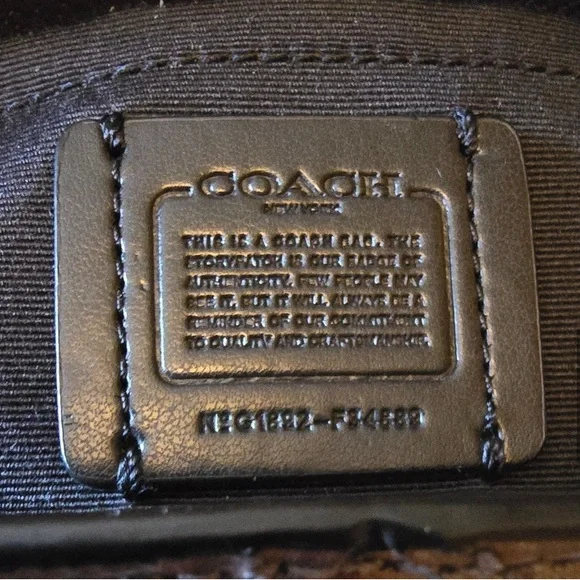 COACH
NEW YORK
THIS IS A COACH BAG. THE
STORYPATCH IS OUR BADGE OF
AUTHENTICITY. FEW PEOPLE MAY
SEE IT. BUT IT WILL ALWAYS BE A
REMINDER OF OUR COMMITMENT
TO QUALITY AND CRAFTSMANSHIP.